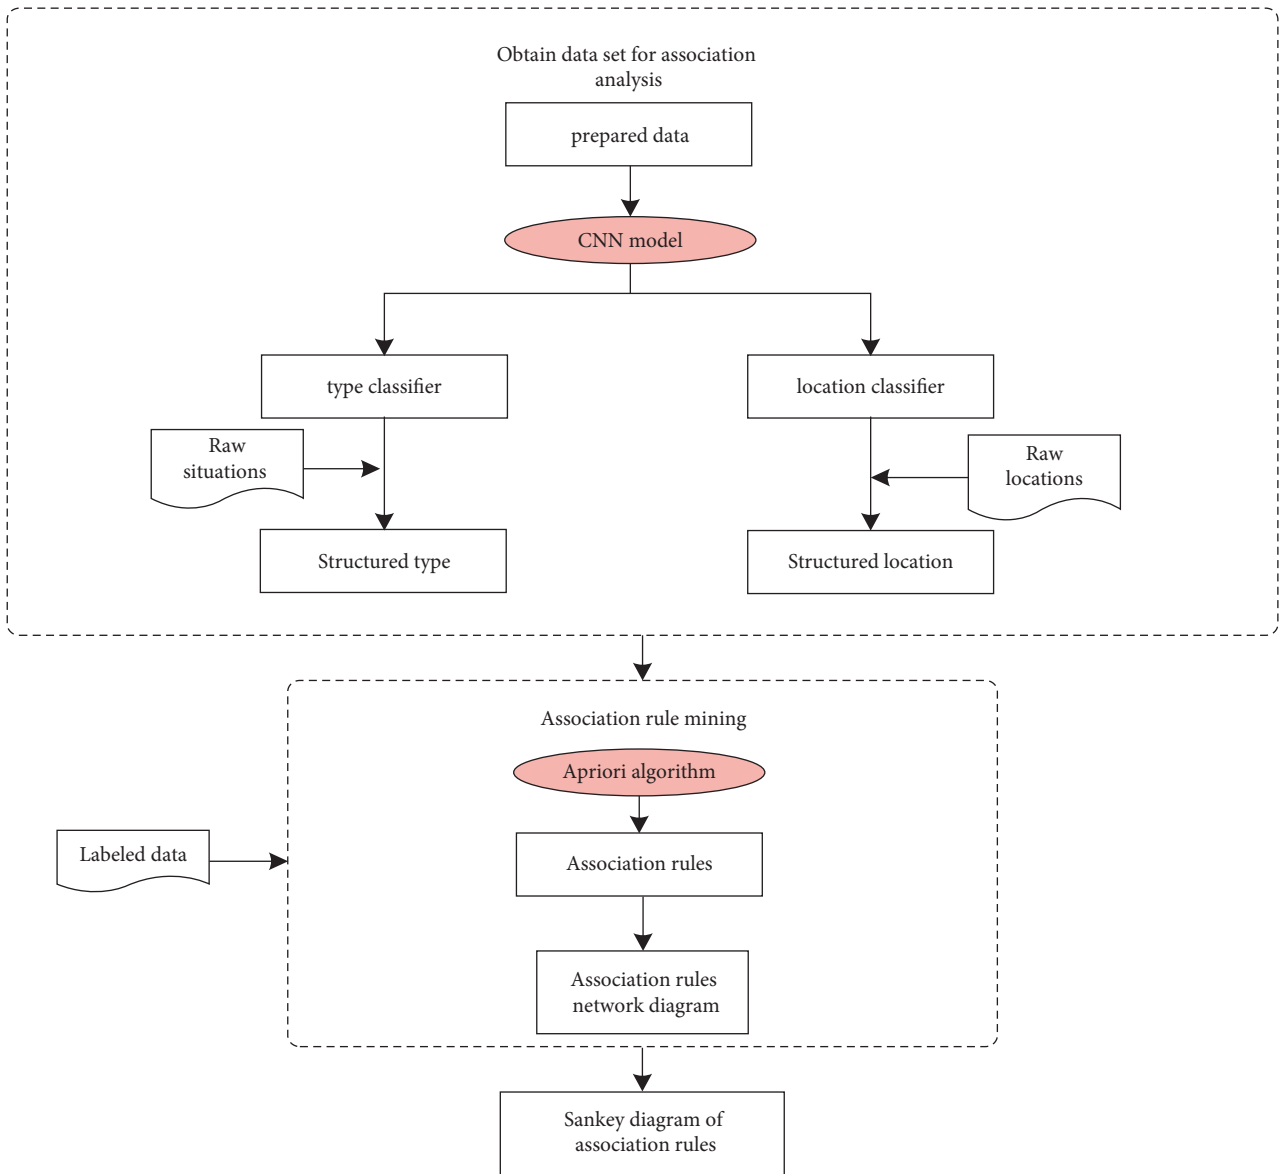 Obtain data set for association
analysis
prepared data
CNN model
type classifier
location classifier
Raw
situations
Raw
locations
Structured type
Structured location
Association rule mining
Apriori algorithm
Labeled data
Association rules
Association rules
network diagram
Sankey diagram of
association rules